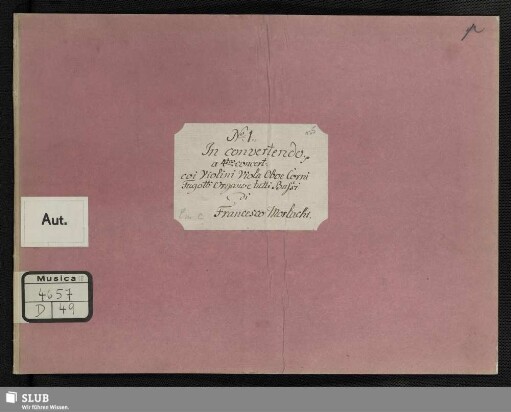 No. 1.
In convertendo,
a 4tro concert.
coi Violini Viola Oboe Corni
Fagotti Organo e tutti Bassi
di
Francesco Morlachi.
Aut.
Musica
4657
D 49
SLUB
Wir führen Wissen.